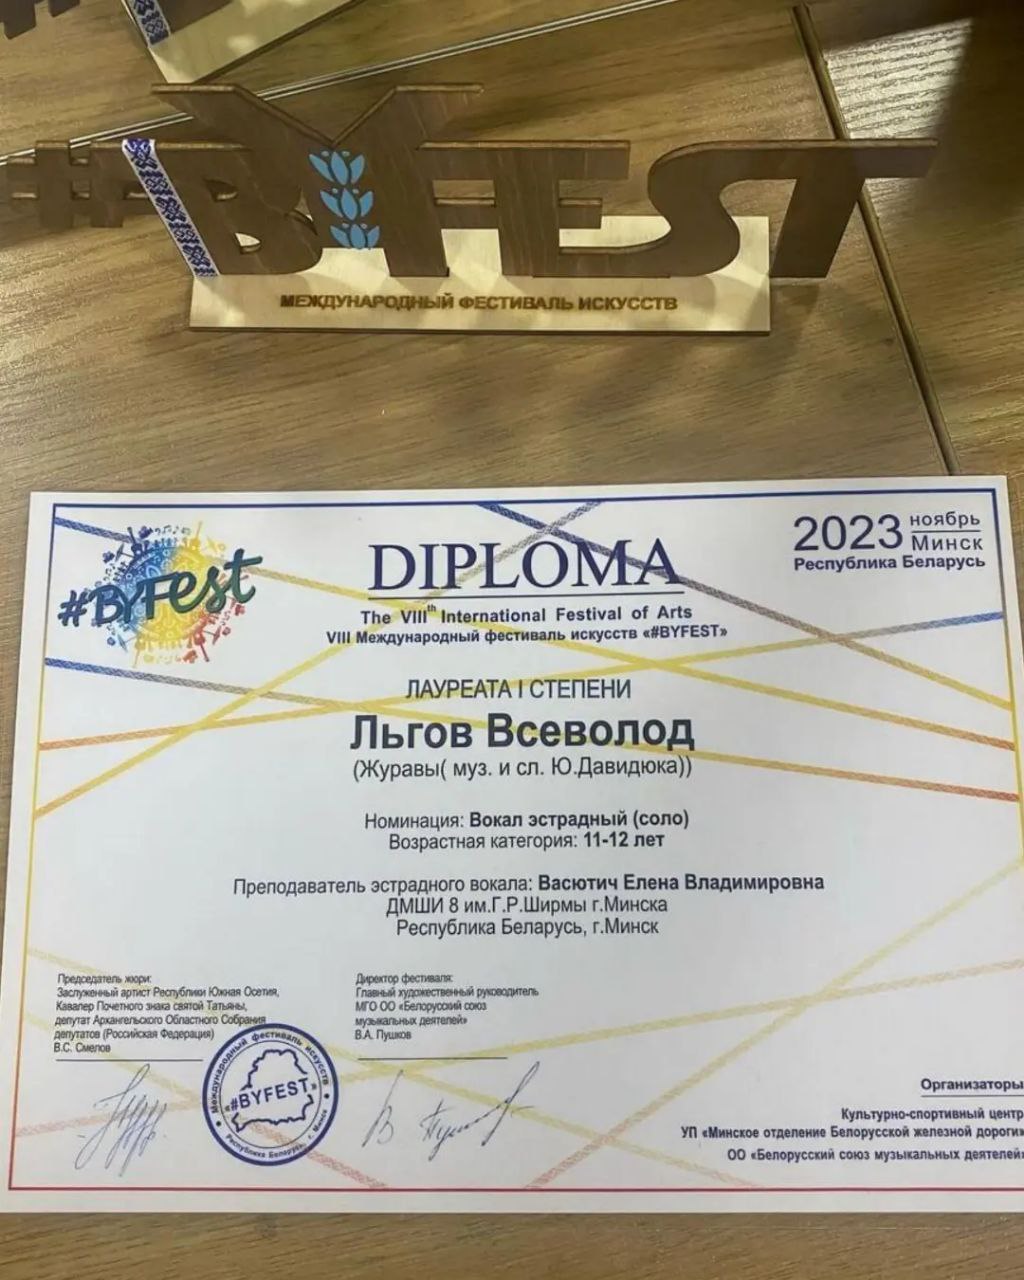 #BYFEST
МЕЖДУНАРОДНЫЙ ФЕСТИВАЛЬ ИСКУССТВ
#BYFest
DIPLOMA
2023 ноябрь
Минск
Республика Беларусь
The VIIIth International Festival of Arts
VIII Международный фестиваль искусств «#BYFEST»
ЛАУРЕАТА I СТЕПЕНИ
Льгов Всеволод
(Журавы( муз. и сл. Ю.Давидюка))
Номинация: Вокал эстрадный (соло)
Возрастная категория: 11-12 лет
Преподаватель эстрадного вокала: Васютич Елена Владимировна
ДМШИ 8 им.Г.Р.Ширмы г.Минска
Республика Беларусь, г.Минск
Председатель жюри:
Заслуженный артист Республики Южная Осетия,
Кавалер Почетного знака святой Татьяны,
депутат Архангельского Областного Собрания
депутатов (Российская Федерация)
В.С. Смелов
Директор фестиваля:
Главный художественный руководитель
МГО ОО «Белорусский союз
музыкальных деятелей»
В.А. Пушков
Международный фестиваль искусств
«#BYFEST»
Республика Беларусь, г. Минск
Организаторы
Культурно-спортивный центр
УП «Минское отделение Белорусской железной дороги»
ОО «Белорусский союз музыкальных деятелей»